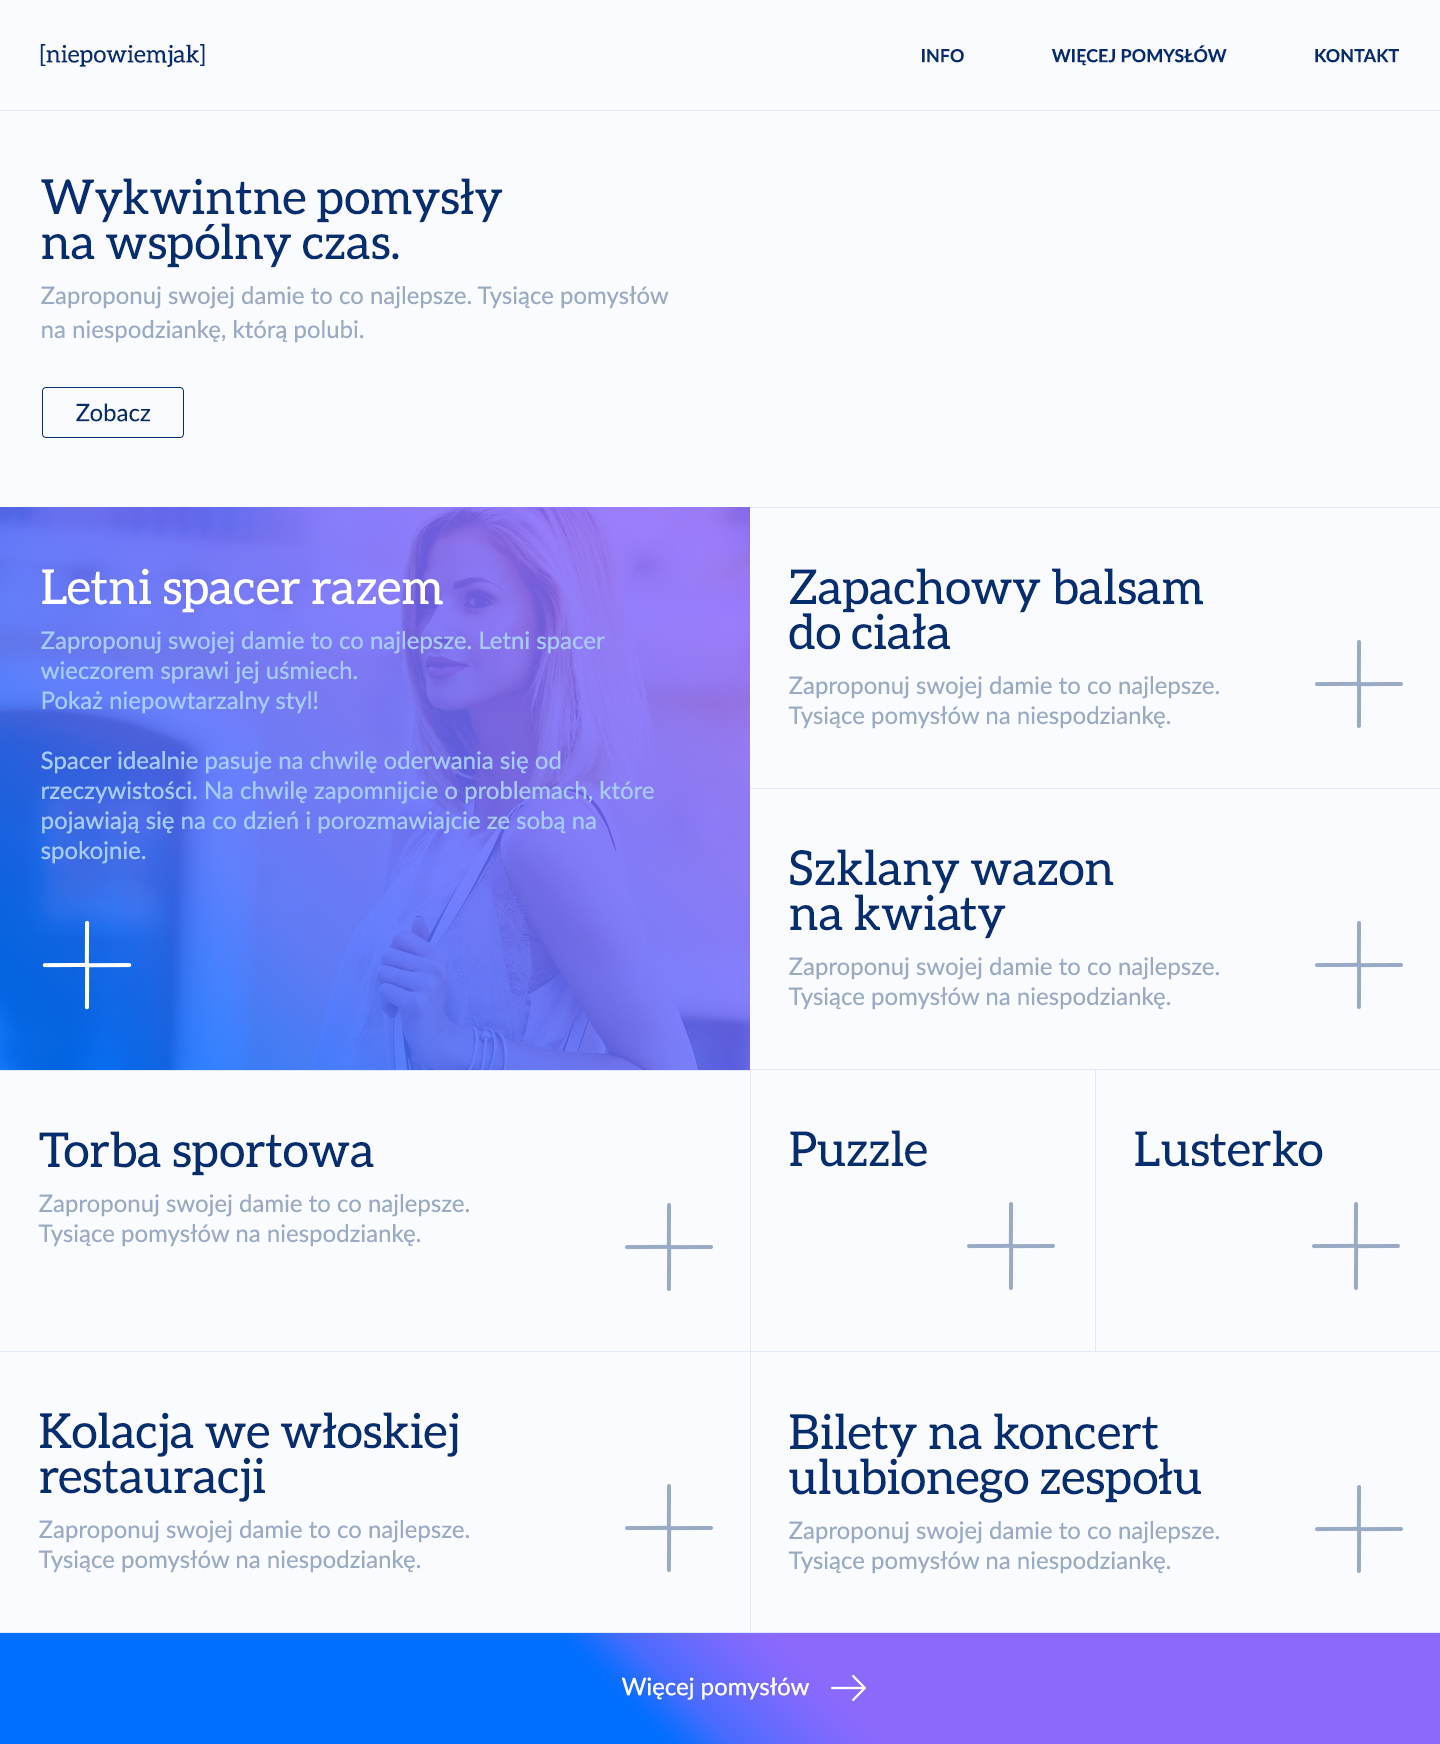 [niepowiemjak]
INFO
WIĘCEJ POMYSŁÓW
KONTAKT
Wykwintne pomysły
na wspólny czas.
Zaproponuj swojej damie to co najlepsze. Tysiące pomysłów
na niespodziankę, którą polubi.
Zobacz
Letni spacer razem
Zaproponuj swojej damie to co najlepsze. Letni spacer
wieczorem sprawi jej uśmiech.
Pokaż niepowtarzalny styl!
Spacer idealnie pasuje na chwilę oderwania się od
rzeczywistości. Na chwilę zapomnijcie o problemach, które
pojawiają się na co dzień i porozmawiajcie ze sobą na
spokojnie.
Zapachowy balsam
do ciała
Zaproponuj swojej damie to co najlepsze.
Tysiące pomysłów na niespodziankę.
Szklany wazon
na kwiaty
Zaproponuj swojej damie to co najlepsze.
Tysiące pomysłów na niespodziankę.
Torba sportowa
Zaproponuj swojej damie to co najlepsze.
Tysiące pomysłów na niespodziankę.
Puzzle
Lusterko
Kolacja we włoskiej
restauracji
Zaproponuj swojej damie to co najlepsze.
Tysiące pomysłów na niespodziankę.
Bilety na koncert
ulubionego zespołu
Zaproponuj swojej damie to co najlepsze.
Tysiące pomysłów na niespodziankę.
Więcej pomysłów